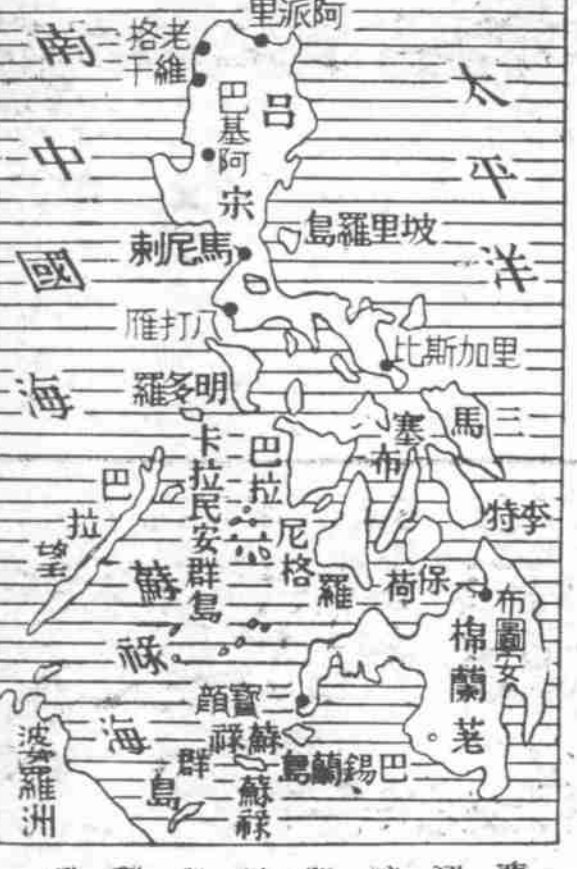 阿派里
老維
挌干
呂宋
巴基阿
太平洋
南中國海
坡里羅島
馬尼剌
八打雁
里加斯比
明多羅
三馬
塞布
巴拉
卡拉民安群島
巴拉望
尼格羅
李特
保荷
蘇祿海
布圖安
棉蘭荖
三寶顏
蘇祿群島
蘇祿
巴錫蘭島
波羅洲